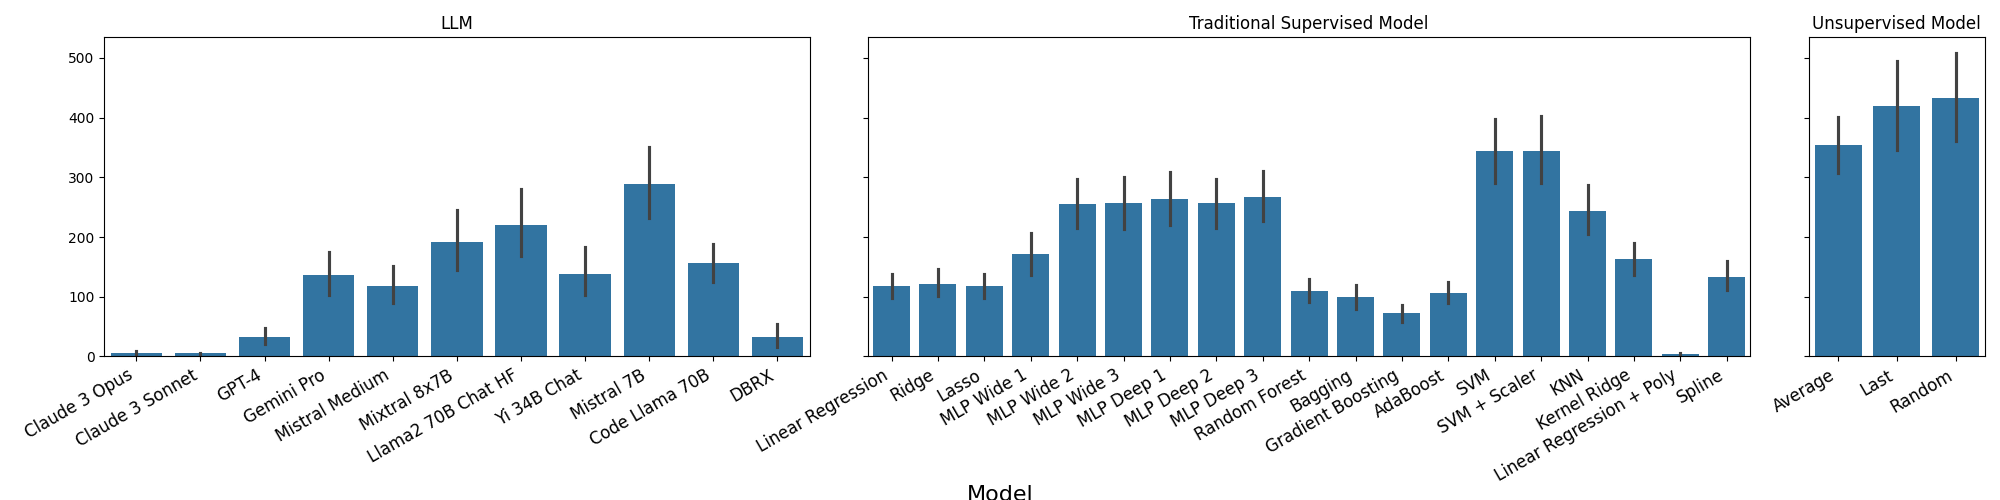 LLM
Traditional Supervised Model
Unsupervised Model
500
400
300
200
100
0
Claude 3 Opus
Claude 3 Sonnet
GPT-4
Gemini Pro
Mistral Medium
Mixtral 8x7B
Llama2 70B Chat HF
Yi 34B Chat
Mistral 7B
Code Llama 70B
DBRX
Linear Regression
Ridge
Lasso
MLP Wide 1
MLP Wide 2
MLP Wide 3
MLP Deep 1
MLP Deep 2
MLP Deep 3
Random Forest
Bagging
Gradient Boosting
AdaBoost
SVM
SVM + Scaler
KNN
Kernel Ridge
Linear Regression + Poly
Spline
Average
Last
Random
Model